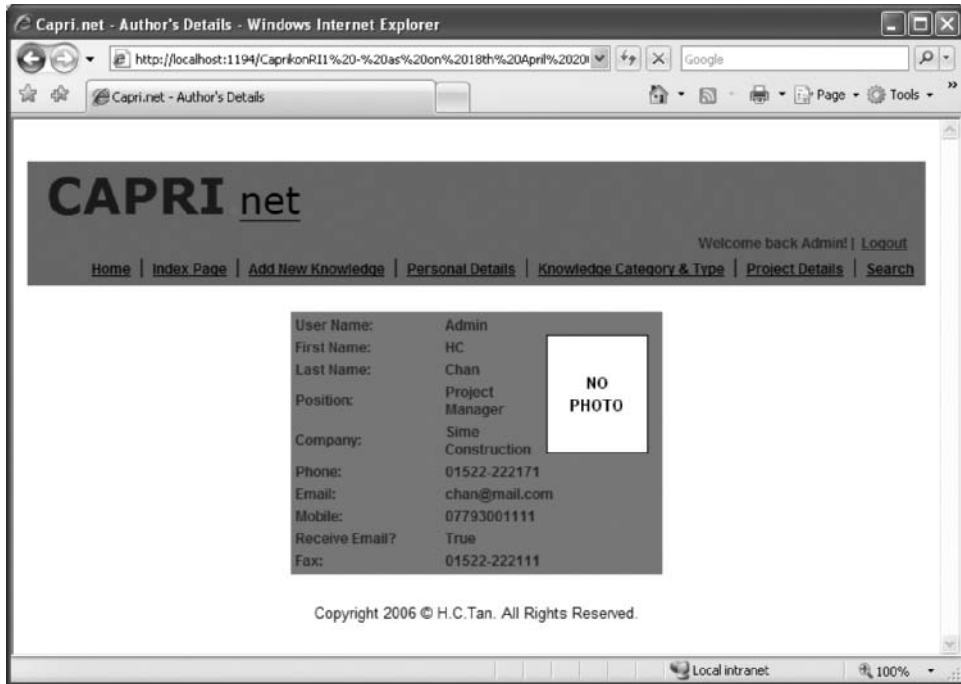 Capri.net - Author's Details - Windows Internet Explorer
http://localhost:1194/CaprikonRI1%20-%20as%20on%2018th%20April%2020
Google
Capri.net - Author's Details
Page
Tools
CAPRI net
Welcome back Admin! | Logout
Home | Index Page | Add New Knowledge | Personal Details | Knowledge Category & Type | Project Details | Search
User Name: Admin
First Name: HC
Last Name: Chan
Position: Project
Manager
Company: Sime
Construction
NO
PHOTO
Phone: 01522-222171
Email: chan@mail.com
Mobile: 07793001111
Receive Email? True
Fax: 01522-222111
Copyright 2006 © H.C.Tan. All Rights Reserved.
Local intranet
100%